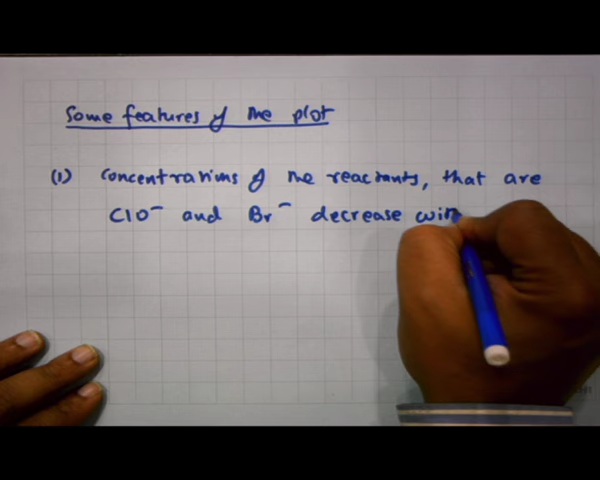 Some features of the plot
(1) Concentrations of the reactants, that are
ClO⁻ and Br⁻ decrease with